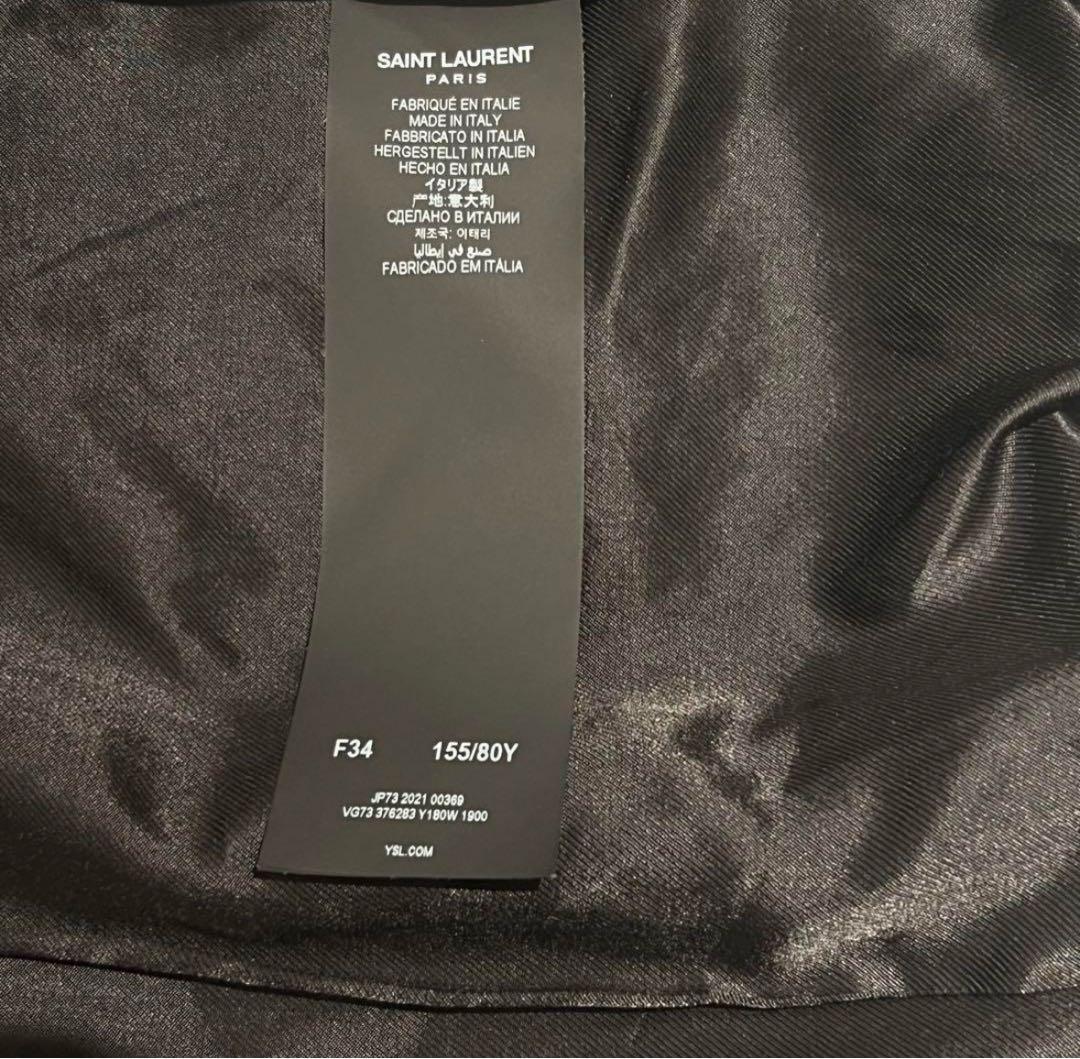 SAINT LAURENT
PARIS
FABRIQUÉ EN ITALIE
MADE IN ITALY
FABBRICATO IN ITALIA
HERGESTELLT IN ITALIEN
HECHO EN ITALIA
イタリア製
产地:意大利
СДЕЛАНО В ИТАЛИИ
제조국: 이태리
صنع في إيطاليا
FABRICADO EM ITÁLIA
F34 155/80Y
JP73 2021 00369
VG73 376283 Y180W 1900
YSL.COM